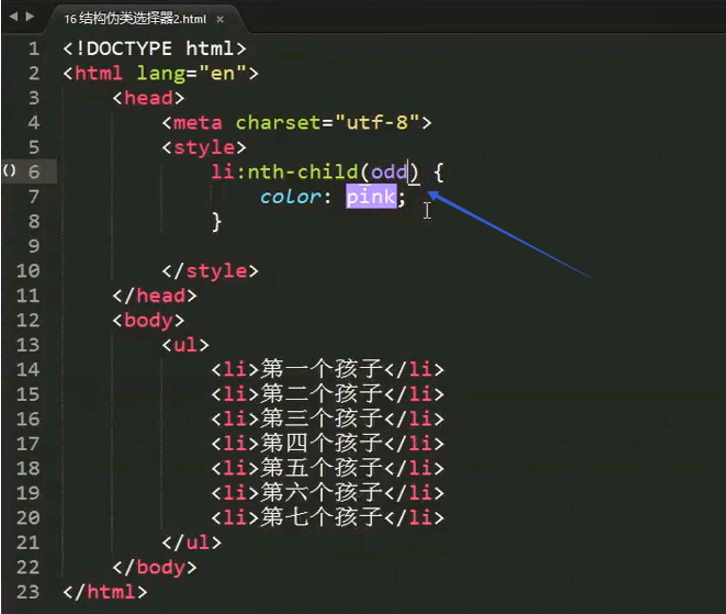 16 结构伪类选择器2.html ×
1 <!DOCTYPE html>
2 <html lang="en">
3 <head>
4 <meta charset="utf-8">
5 <style>
() 6 li:nth-child(odd) {
7 color: pink;
8 }
9
10 </style>
11 </head>
12 <body>
13 <ul>
14 <li>第一个孩子</li>
15 <li>第二个孩子</li>
16 <li>第三个孩子</li>
17 <li>第四个孩子</li>
18 <li>第五个孩子</li>
19 <li>第六个孩子</li>
20 <li>第七个孩子</li>
21 </ul>
22 </body>
23 </html>